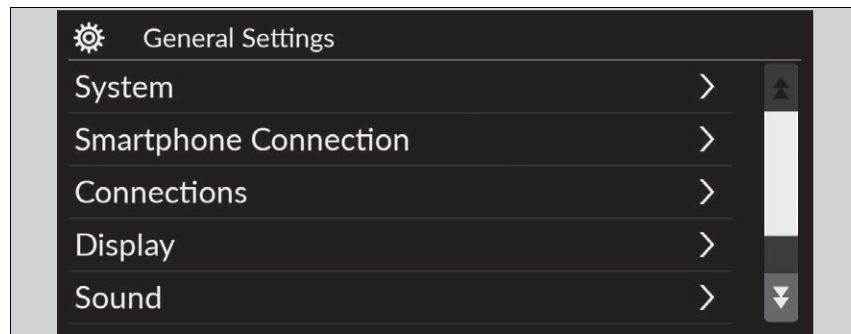 General Settings
System
Smartphone Connection
Connections
Display
Sound